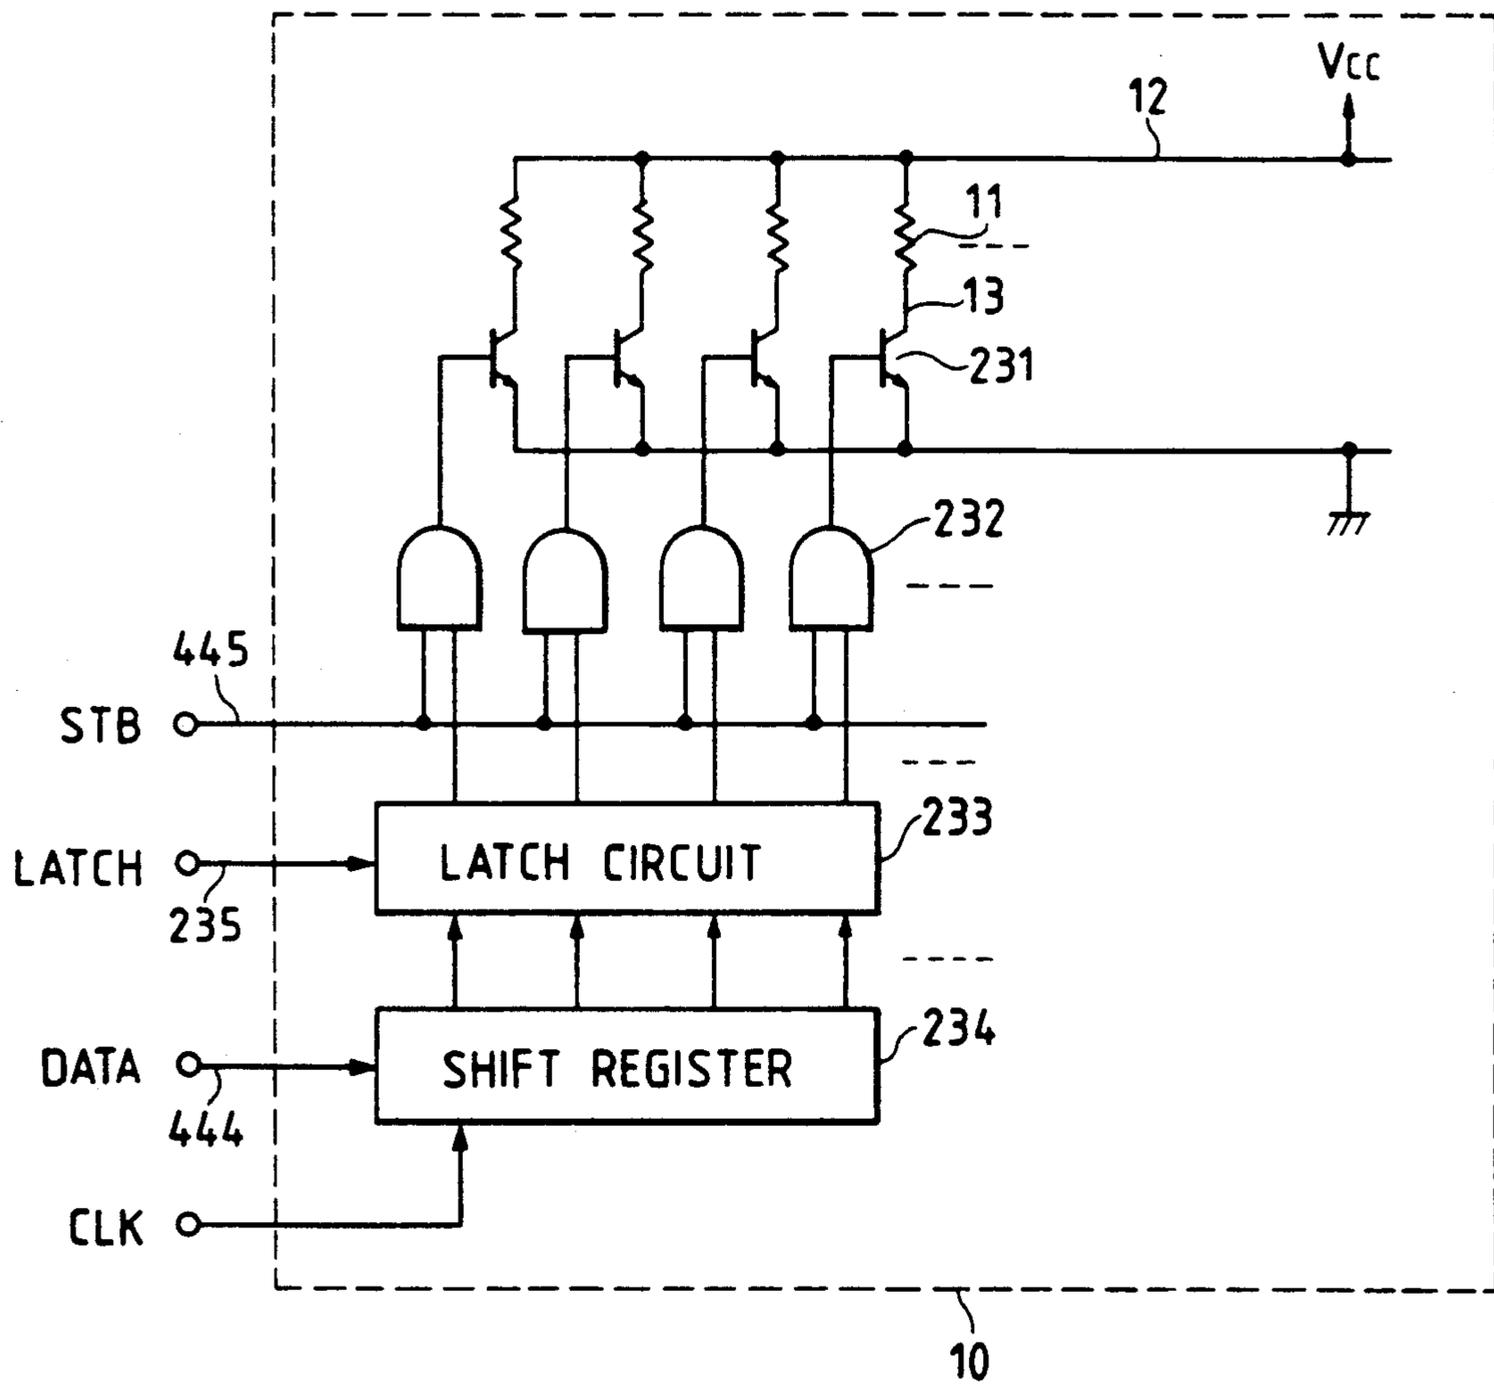 Vcc
12
11
13
231
232
445
STB
233
LATCH
LATCH CIRCUIT
235
234
DATA
SHIFT REGISTER
444
CLK
10